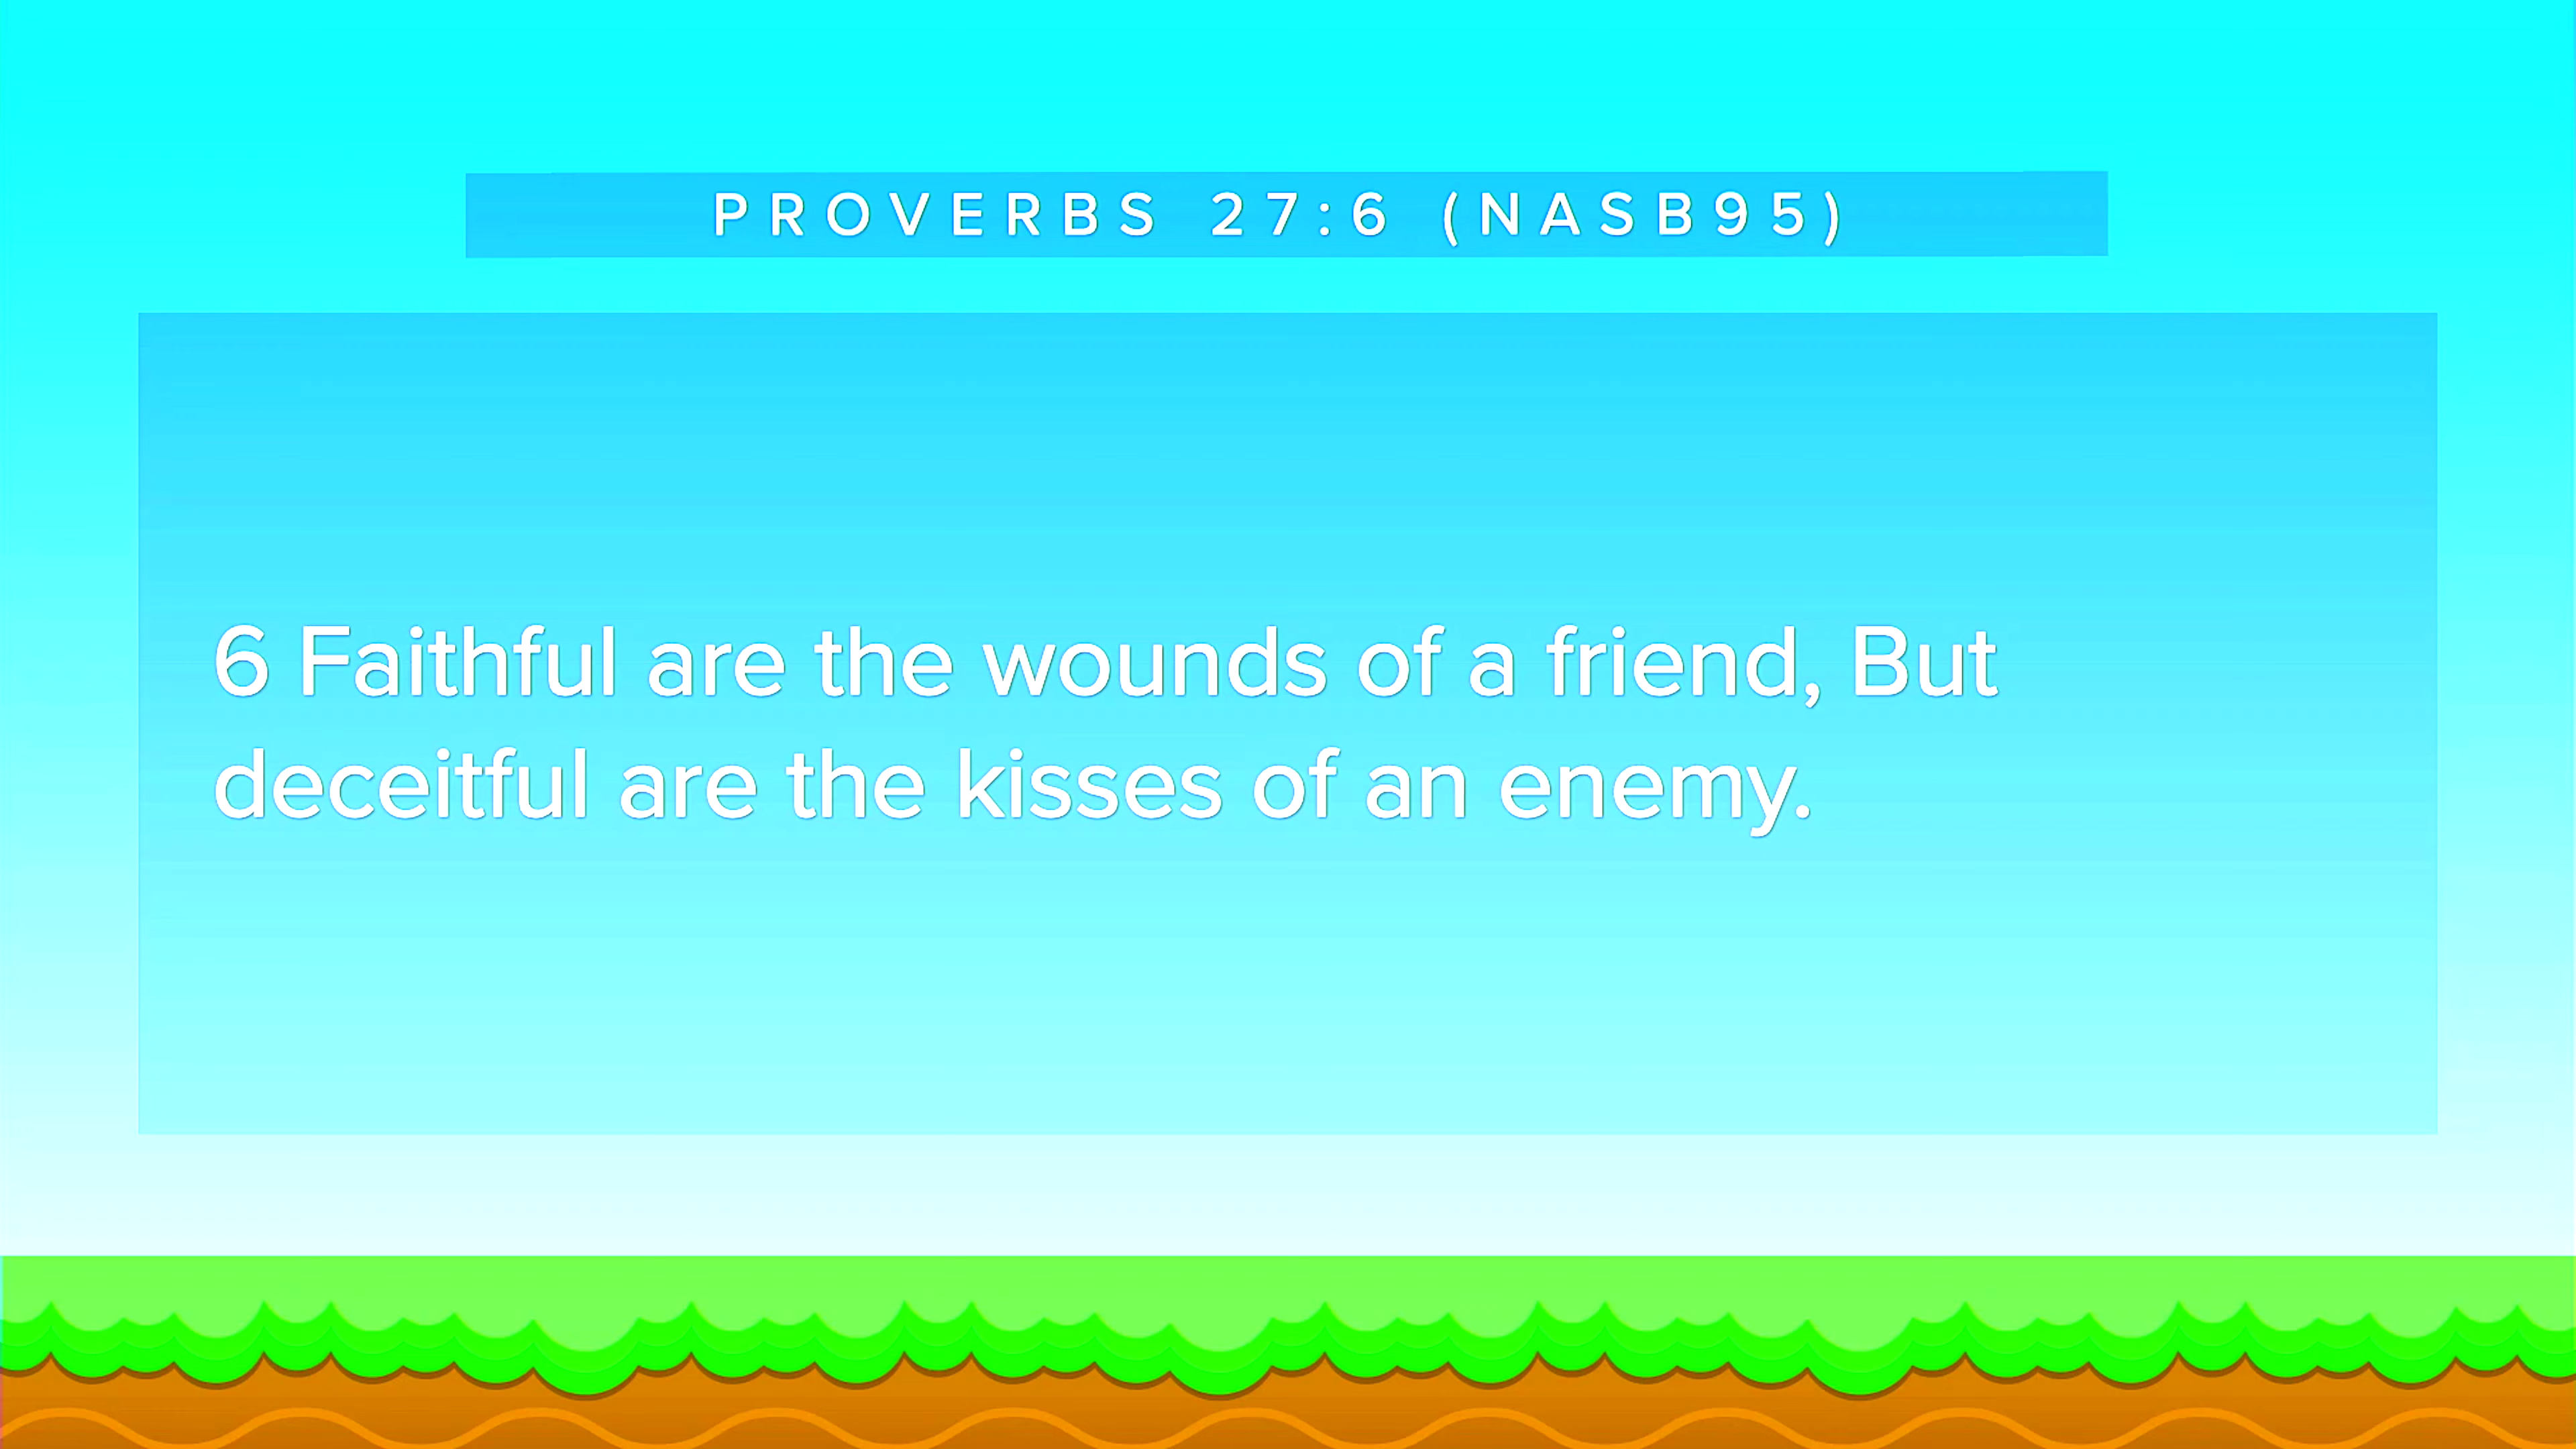 PROVERBS 27:6 (NASB95)
6 Faithful are the wounds of a friend, But
deceitful are the kisses of an enemy.